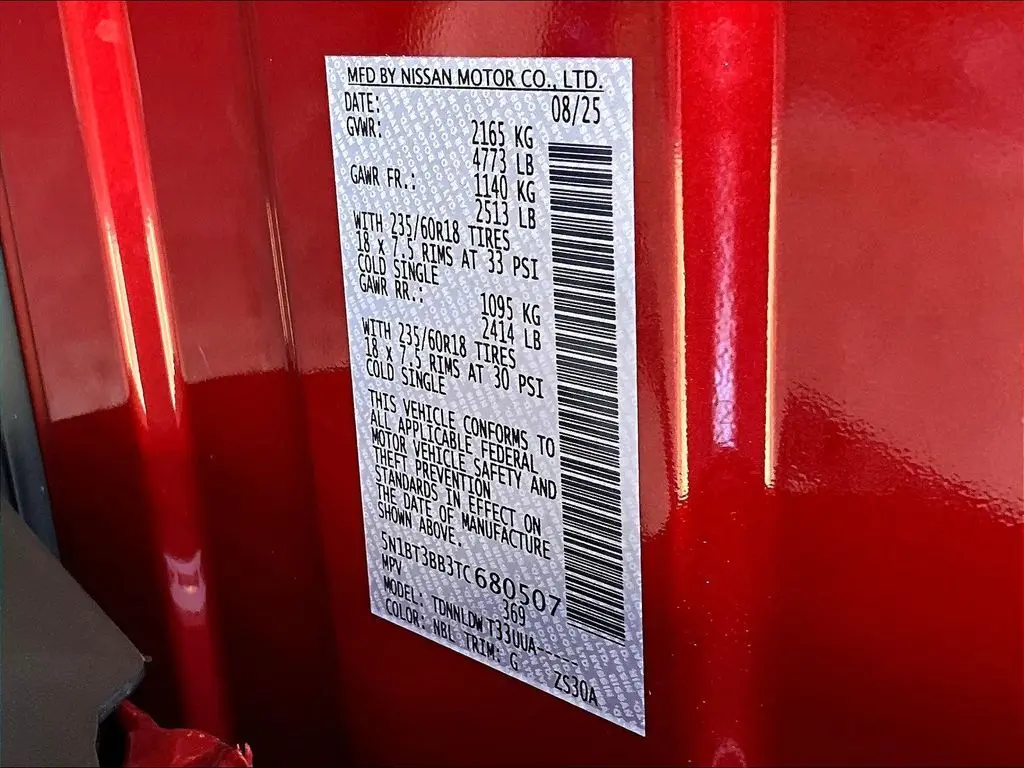 MFD BY NISSAN MOTOR CO., LTD.
DATE: 08/25
GVWR: 2165 KG
4773 LB
GAWR FR.: 1140 KG
2513 LB
WITH 235/60R18 TIRES
18 x 7.5 RIMS AT 33 PSI
COLD SINGLE
GAWR RR.: 1095 KG
2414 LB
WITH 235/60R18 TIRES
18 x 7.5 RIMS AT 30 PSI
COLD SINGLE
THIS VEHICLE CONFORMS TO
ALL APPLICABLE FEDERAL
MOTOR VEHICLE SAFETY AND
THEFT PREVENTION
STANDARDS IN EFFECT ON
THE DATE OF MANUFACTURE
SHOWN ABOVE.
5N1BT3BB3TC680507
MPV 369
MODEL: TDNNLDWT33UUA-----
COLOR: NBL TRIM: G ZS30A